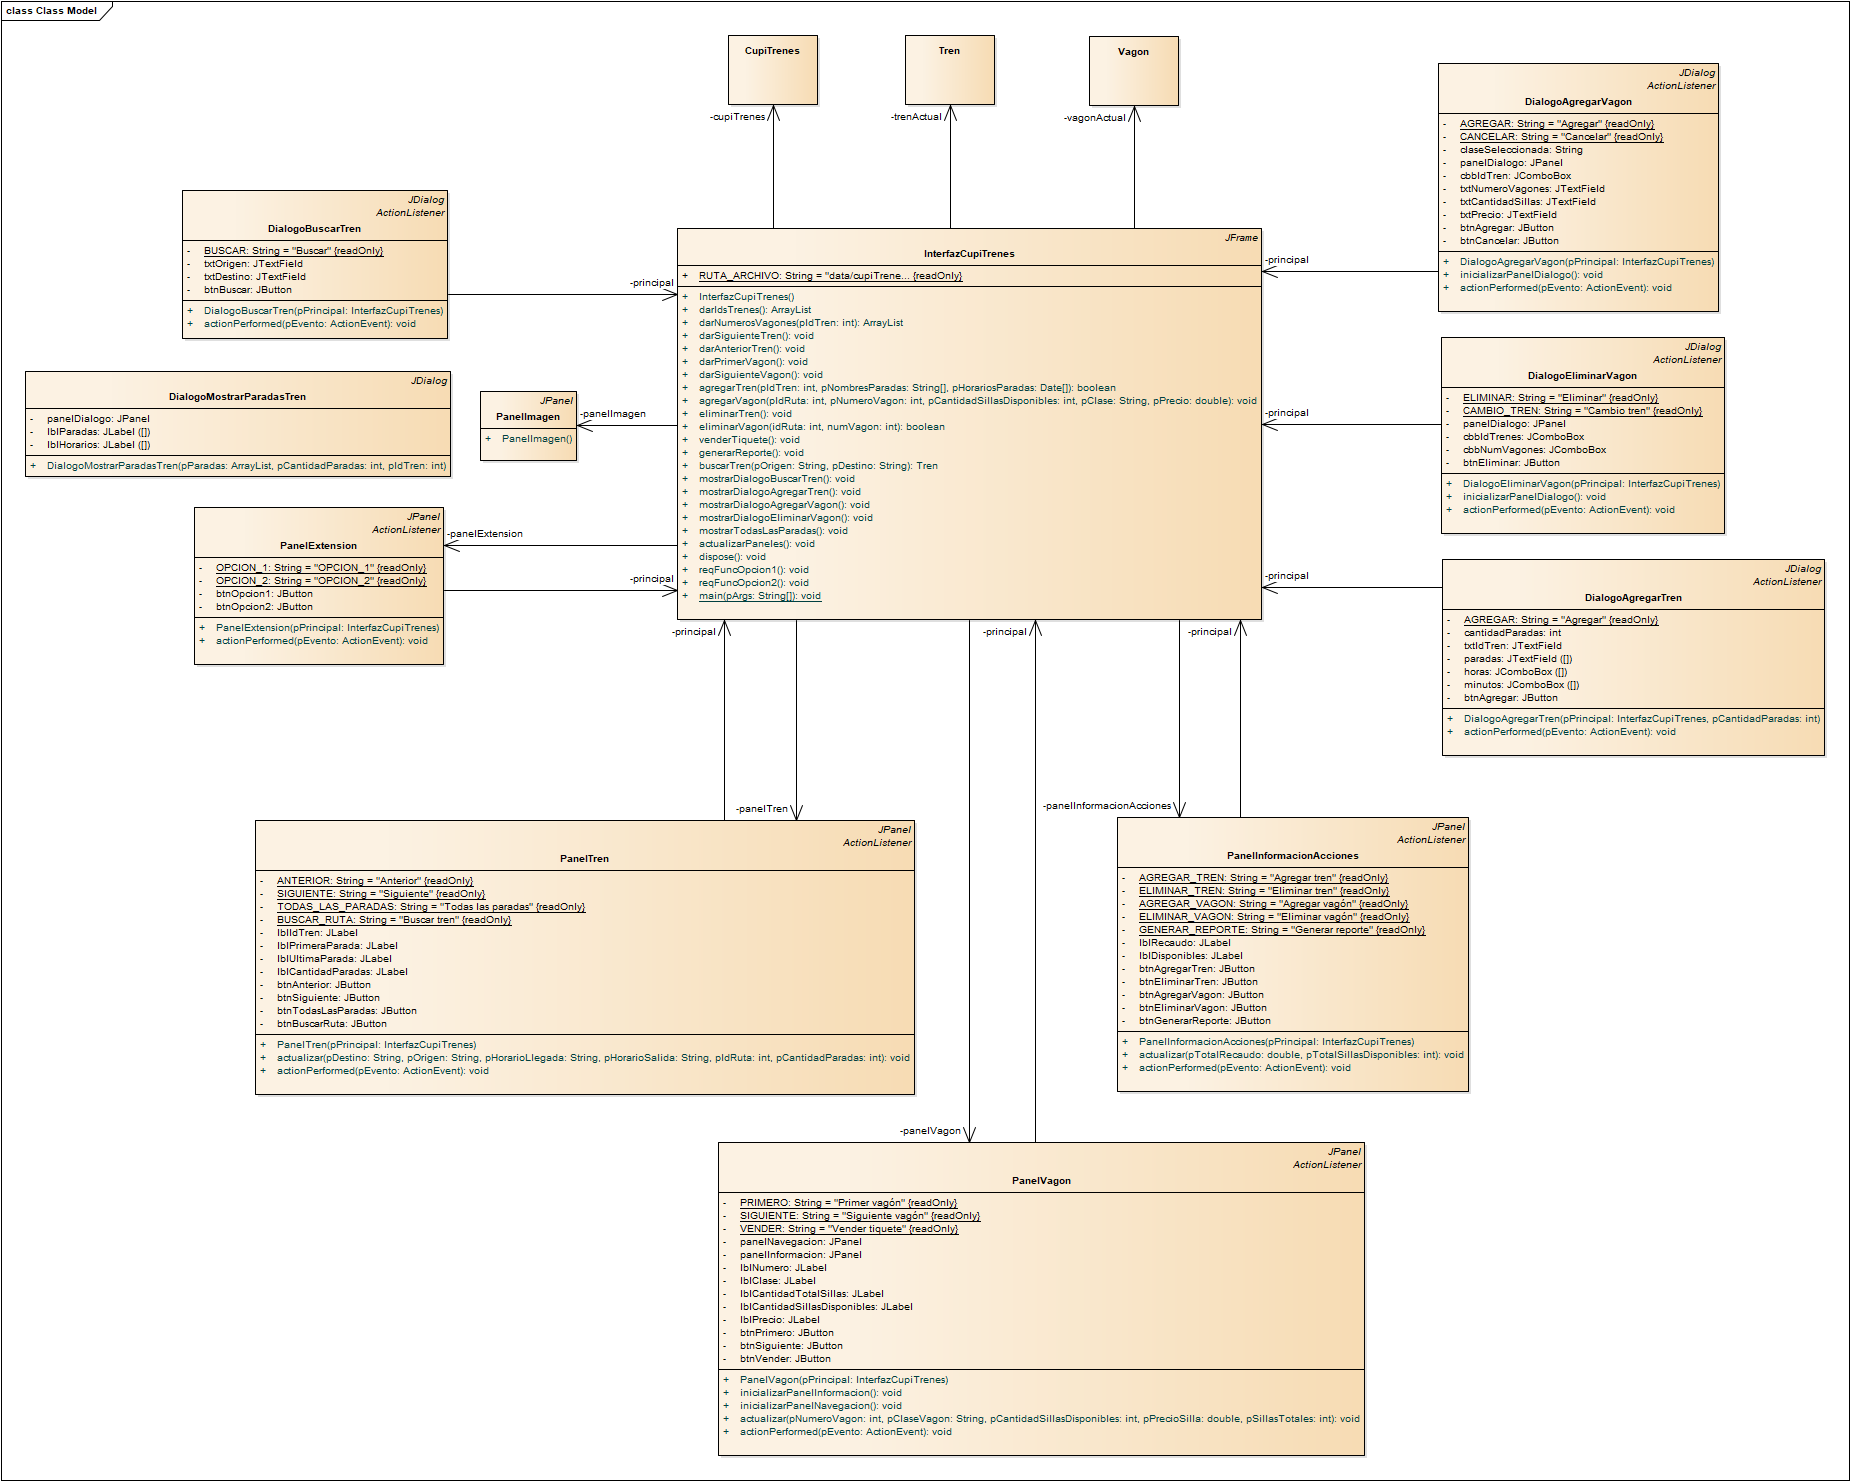 class Class Model
CupiTrenes
Tren
Vagon
-cupiTrenes
-trenActual
-vagonActual
JDialog
ActionListener
DialogoAgregarVagon
- AGREGAR: String = "Agregar" {readOnly}
- CANCELAR: String = "Cancelar" {readOnly}
- claseSeleccionada: String
- panelDialogo: JPanel
- cbbIdTren: JComboBox
- txtNumeroVagones: JTextField
- txtCantidadSillas: JTextField
- txtPrecio: JTextField
- btnAgregar: JButton
- btnCancelar: JButton
+ DialogoAgregarVagon(pPrincipal: InterfazCupiTrenes)
+ inicializarPanelDialogo(): void
+ actionPerformed(pEvento: ActionEvent): void
-principal
JDialog
ActionListener
DialogoBuscarTren
- BUSCAR: String = "Buscar" {readOnly}
- txtOrigen: JTextField
- txtDestino: JTextField
- btnBuscar: JButton
+ DialogoBuscarTren(pPrincipal: InterfazCupiTrenes)
+ actionPerformed(pEvento: ActionEvent): void
-principal
JFrame
InterfazCupiTrenes
+ RUTA_ARCHIVO: String = "data/cupiTrene... {readOnly}
+ InterfazCupiTrenes()
+ darIdsTrenes(): ArrayList
+ darNumerosVagones(pIdTren: int): ArrayList
+ darSiguienteTren(): void
+ darAnteriorTren(): void
+ darPrimerVagon(): void
+ darSiguienteVagon(): void
+ agregarTren(pIdTren: int, pNombresParadas: String[], pHorariosParadas: Date[]): boolean
+ agregarVagon(pIdRuta: int, pNumeroVagon: int, pCantidadSillasDisponibles: int, pClase: String, pPrecio: double): void
+ eliminarTren(): void
+ eliminarVagon(idRuta: int, numVagon: int): boolean
+ venderTiquete(): void
+ generarReporte(): void
+ buscarTren(pOrigen: String, pDestino: String): Tren
+ mostrarDialogoBuscarTren(): void
+ mostrarDialogoAgregarTren(): void
+ mostrarDialogoAgregarVagon(): void
+ mostrarDialogoEliminarVagon(): void
+ mostrarTodasLasParadas(): void
+ actualizarPaneles(): void
+ dispose(): void
+ reqFuncOpcion1(): void
+ reqFuncOpcion2(): void
+ main(pArgs: String[]): void
JDialog
ActionListener
DialogoEliminarVagon
- ELIMINAR: String = "Eliminar" {readOnly}
- CAMBIO_TREN: String = "Cambio tren" {readOnly}
- panelDialogo: JPanel
- cbbIdTrenes: JComboBox
- cbbNumVagones: JComboBox
- btnEliminar: JButton
+ DialogoEliminarVagon(pPrincipal: InterfazCupiTrenes)
+ inicializarPanelDialogo(): void
+ actionPerformed(pEvento: ActionEvent): void
-principal
JDialog
DialogoMostrarParadasTren
- panelDialogo: JPanel
- lblParadas: JLabel ([])
- lblHorarios: JLabel ([])
+ DialogoMostrarParadasTren(pParadas: ArrayList, pCantidadParadas: int, pIdTren: int)
JPanel
PanelImagen
+ PanelImagen()
-panelImagen
JPanel
ActionListener
PanelExtension
- OPCION_1: String = "OPCION_1" {readOnly}
- OPCION_2: String = "OPCION_2" {readOnly}
- btnOpcion1: JButton
- btnOpcion2: JButton
+ PanelExtension(pPrincipal: InterfazCupiTrenes)
+ actionPerformed(pEvento: ActionEvent): void
-panelExtension
-principal
JDialog
ActionListener
DialogoAgregarTren
- AGREGAR: String = "Agregar" {readOnly}
- cantidadParadas: int
- txtIdTren: JTextField
- paradas: JTextField ([])
- horas: JComboBox ([])
- minutos: JComboBox ([])
- btnAgregar: JButton
+ DialogoAgregarTren(pPrincipal: InterfazCupiTrenes, pCantidadParadas: int)
+ actionPerformed(pEvento: ActionEvent): void
-principal
-principal
-principal
-principal
-panelTren
-panelInformacionAcciones
JPanel
ActionListener
PanelTren
- ANTERIOR: String = "Anterior" {readOnly}
- SIGUIENTE: String = "Siguiente" {readOnly}
- TODAS_LAS_PARADAS: String = "Todas las paradas" {readOnly}
- BUSCAR_RUTA: String = "Buscar tren" {readOnly}
- lblIdTren: JLabel
- lblPrimeraParada: JLabel
- lblUltimaParada: JLabel
- lblCantidadParadas: JLabel
- btnAnterior: JButton
- btnSiguiente: JButton
- btnTodasLasParadas: JButton
- btnBuscarRuta: JButton
+ PanelTren(pPrincipal: InterfazCupiTrenes)
+ actualizar(pDestino: String, pOrigen: String, pHorarioLlegada: String, pHorarioSalida: String, pIdRuta: int, pCantidadParadas: int): void
+ actionPerformed(pEvento: ActionEvent): void
JPanel
ActionListener
PanelInformacionAcciones
- AGREGAR_TREN: String = "Agregar tren" {readOnly}
- ELIMINAR_TREN: String = "Eliminar tren" {readOnly}
- AGREGAR_VAGON: String = "Agregar vagón" {readOnly}
- ELIMINAR_VAGON: String = "Eliminar vagón" {readOnly}
- GENERAR_REPORTE: String = "Generar reporte" {readOnly}
- lblRecaudo: JLabel
- lblDisponibles: JLabel
- btnAgregarTren: JButton
- btnEliminarTren: JButton
- btnAgregarVagon: JButton
- btnEliminarVagon: JButton
- btnGenerarReporte: JButton
+ PanelInformacionAcciones(pPrincipal: InterfazCupiTrenes)
+ actualizar(pTotalRecaudo: double, pTotalSillasDisponibles: int): void
+ actionPerformed(pEvento: ActionEvent): void
-panelVagon
JPanel
ActionListener
PanelVagon
- PRIMERO: String = "Primer vagón" {readOnly}
- SIGUIENTE: String = "Siguiente vagón" {readOnly}
- VENDER: String = "Vender tiquete" {readOnly}
- panelNavegacion: JPanel
- panelInformacion: JPanel
- lblNumero: JLabel
- lblClase: JLabel
- lblCantidadTotalSillas: JLabel
- lblCantidadSillasDisponibles: JLabel
- lblPrecio: JLabel
- btnPrimero: JButton
- btnSiguiente: JButton
- btnVender: JButton
+ PanelVagon(pPrincipal: InterfazCupiTrenes)
+ inicializarPanelInformacion(): void
+ inicializarPanelNavegacion(): void
+ actualizar(pNumeroVagon: int, pClaseVagon: String, pCantidadSillasDisponibles: int, pPrecioSilla: double, pSillasTotales: int): void
+ actionPerformed(pEvento: ActionEvent): void